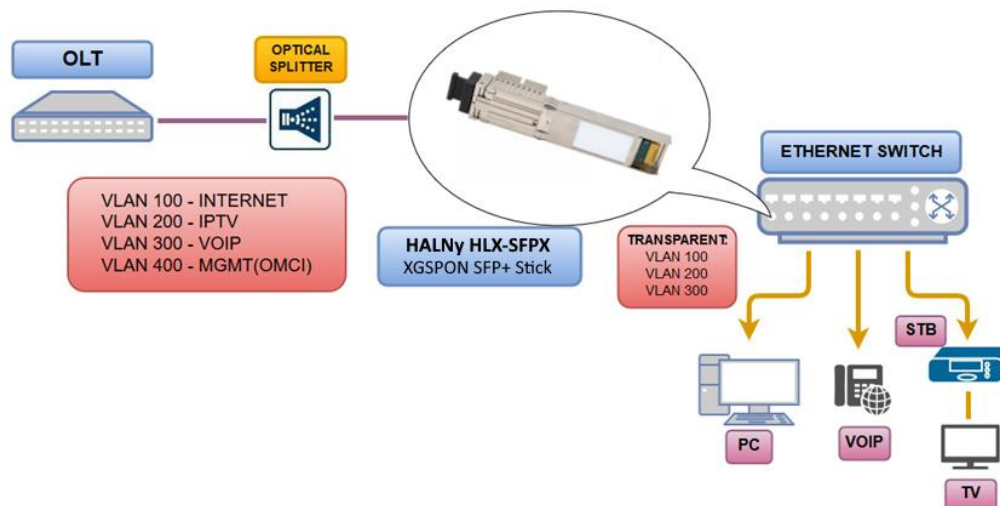 OLT
OPTICAL
SPLITTER
VLAN 100 - INTERNET
VLAN 200 - IPTV
VLAN 300 - VOIP
VLAN 400 - MGMT(OMCI)
HALNy HLX-SFPX
XGSPON SFP+ Stick
ETHERNET SWITCH
TRANSPARENT:
VLAN 100
VLAN 200
VLAN 300
STB
PC
VOIP
TV